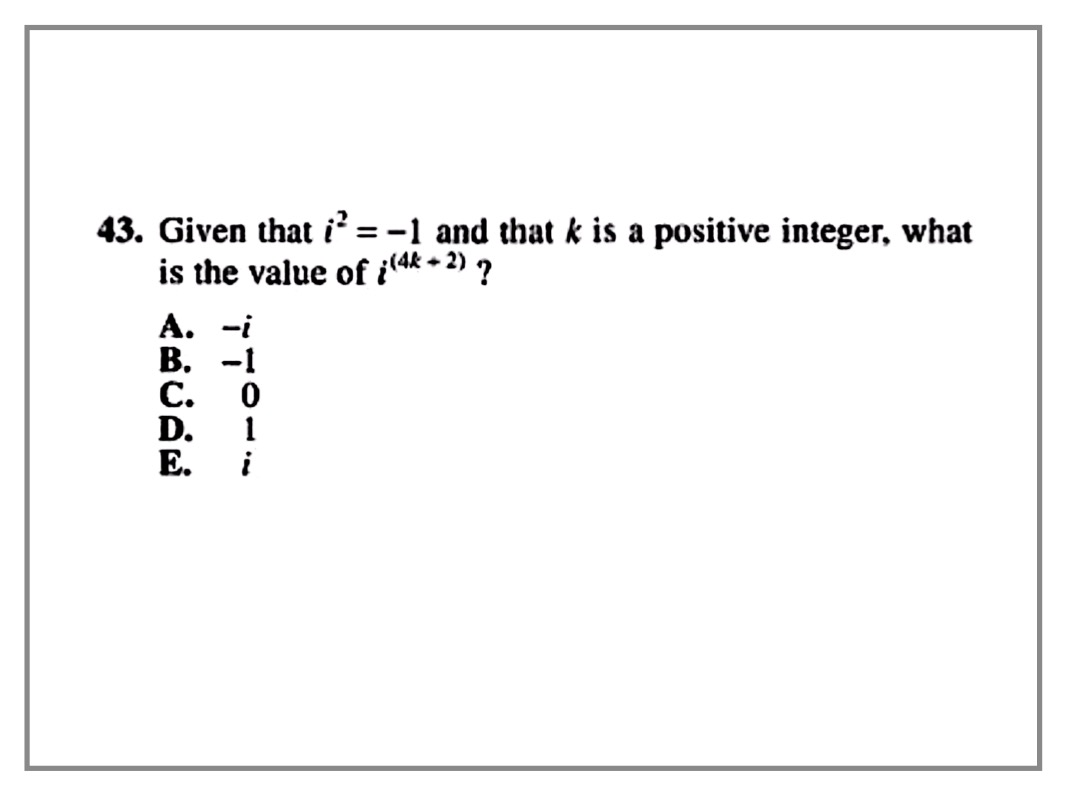 43. Given that i² = −1 and that k is a positive integer, what
is the value of i⁽⁴ᵏ ⁺ ²⁾ ?
A. −i
B. −1
C. 0
D. 1
E. i